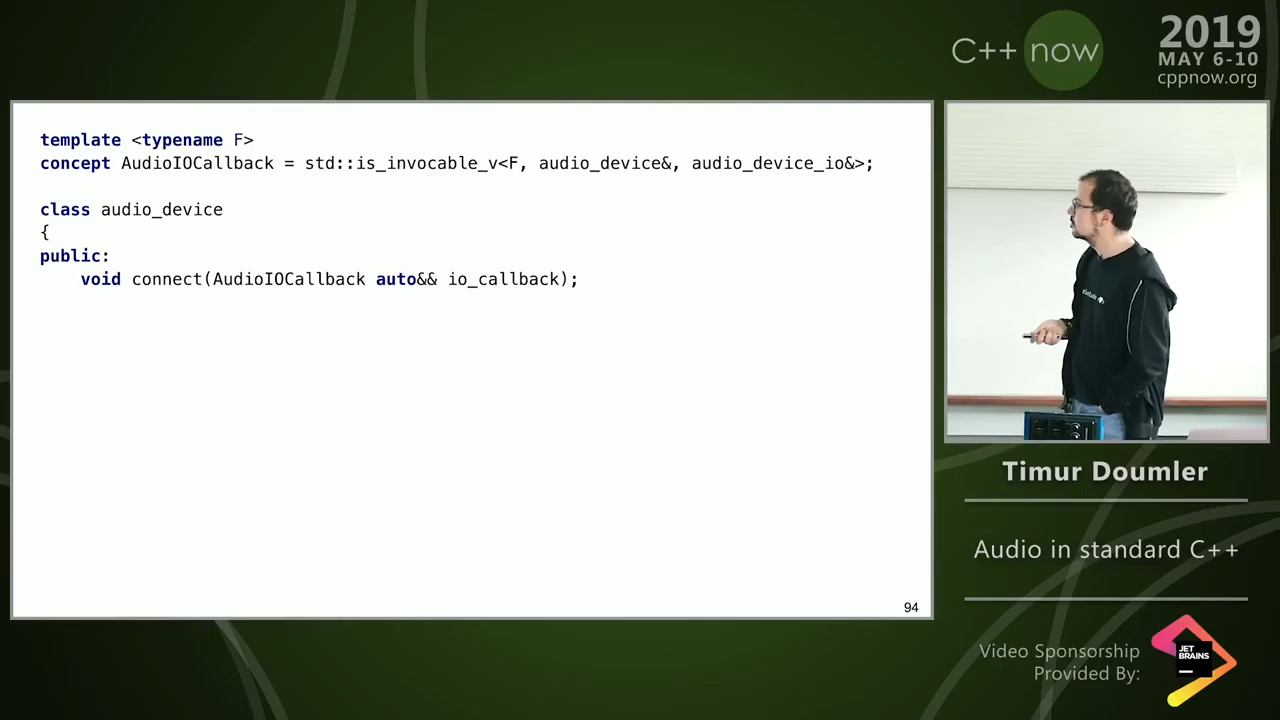 C++ now
2019
MAY 6-10
cppnow.org
template <typename F>
concept AudioIOCallback = std::is_invocable_v<F, audio_device&, audio_device_io&>;
class audio_device
{
public:
    void connect(AudioIOCallback auto&& io_callback);
94
Timur Doumler
Audio in standard C++
Video Sponsorship
Provided By:
JET
BRAINS